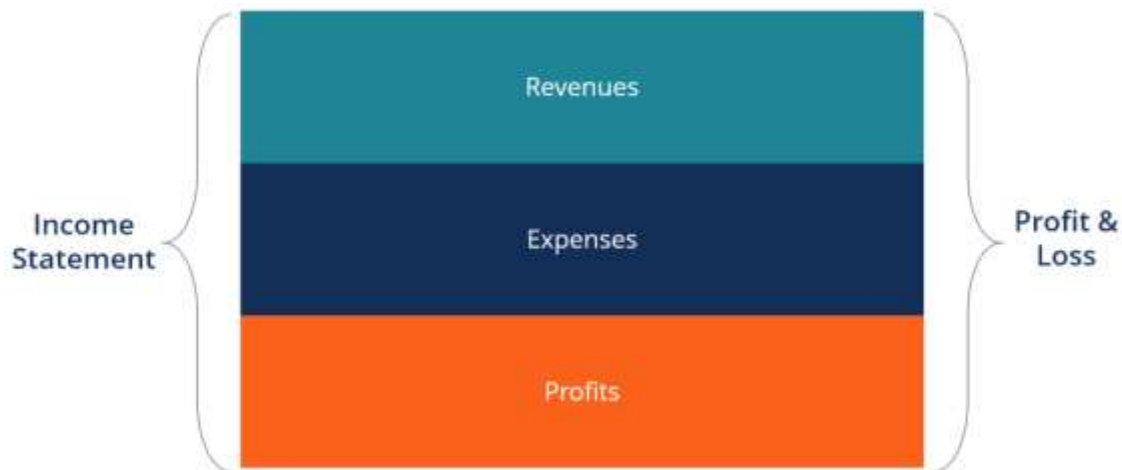 Revenues
Income
Statement
Expenses
Profit &
Loss
Profits